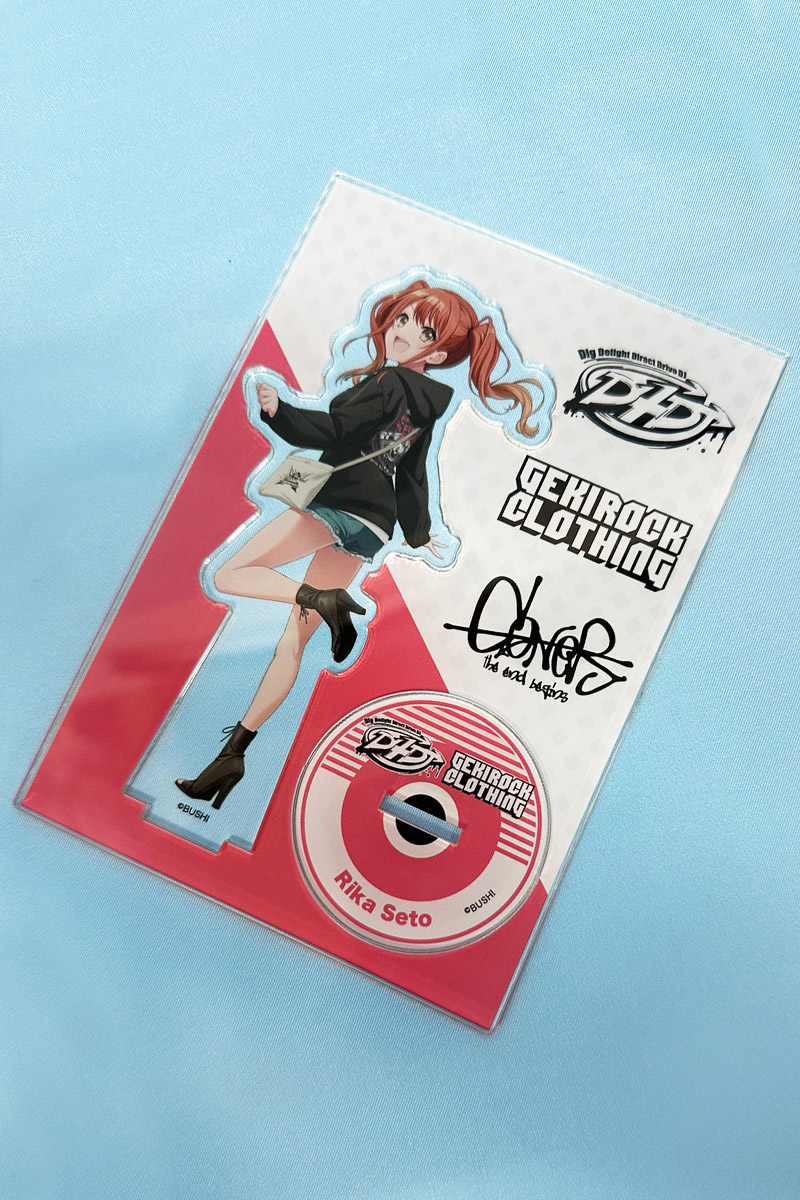 Dig Delight Direct Drive DJ
D4DJ
GEKIROCK
CLOTHING
GoneR
the end begins
Dig Delight Direct Drive DJ
D4DJ
GEKIROCK
CLOTHING
Rika Seto
©BUSHI
©BUSHI